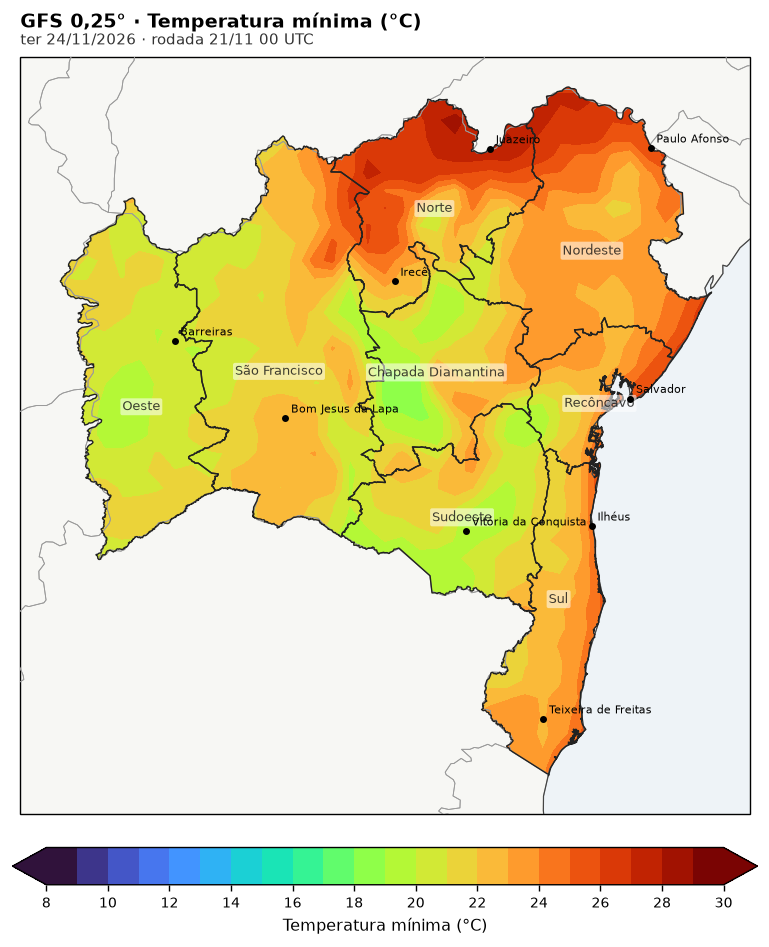 GFS 0,25° · Temperatura mínima (°C)
ter 24/11/2026 · rodada 21/11 00 UTC
Juazeiro
Paulo Afonso
Norte
Nordeste
Irecê
Barreiras
São Francisco
Chapada Diamantina
Salvador
Oeste
Recôncavo
Bom Jesus da Lapa
Sudoeste
Vitória da Conquista
Ilhéus
Sul
Teixeira de Freitas
8 10 12 14 16 18 20 22 24 26 28 30
Temperatura mínima (°C)